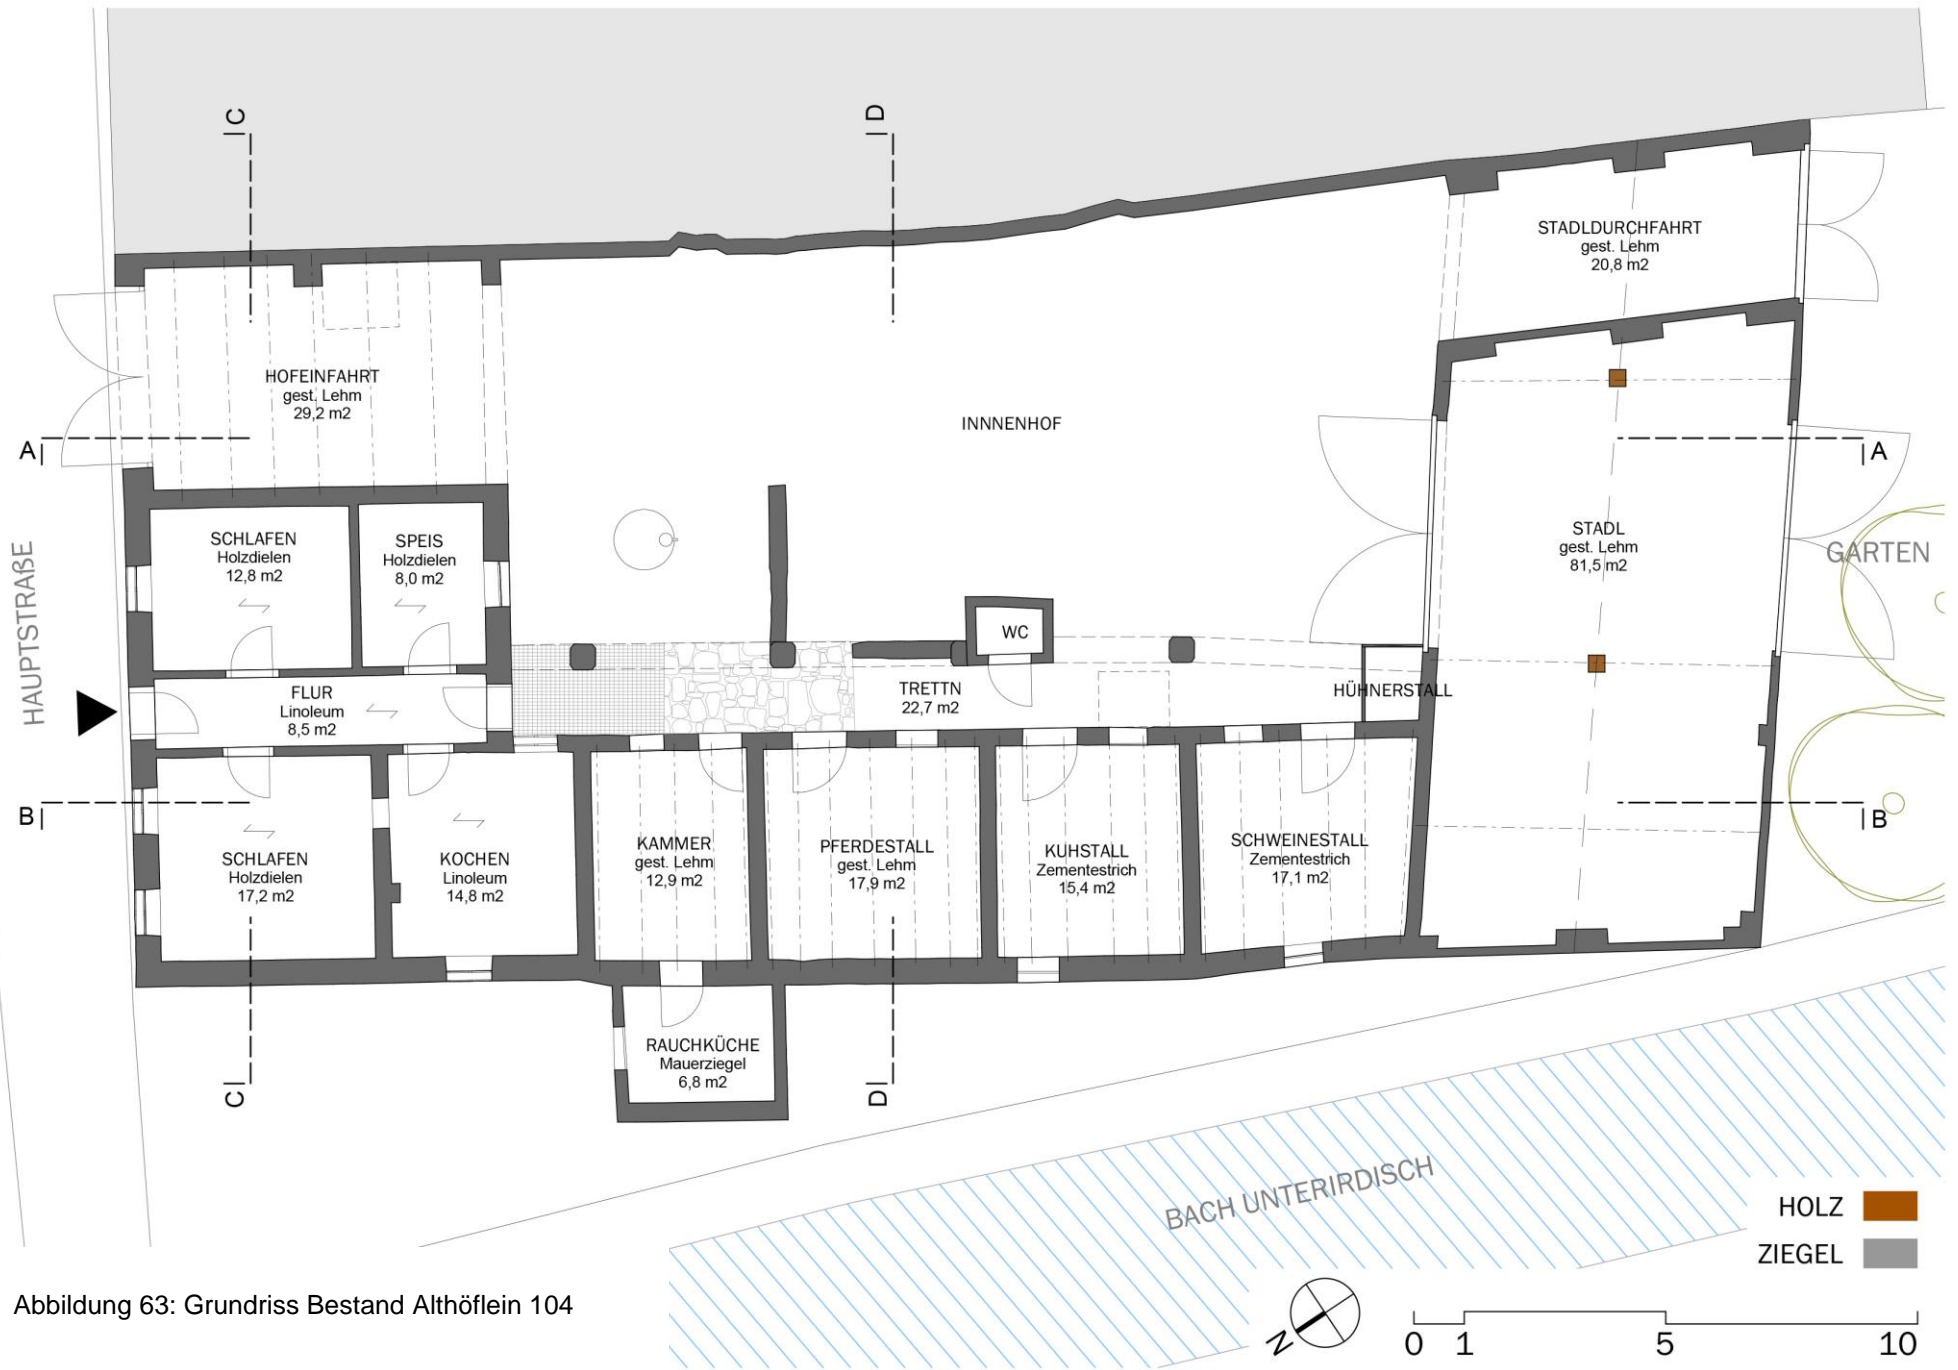 C
D
STADLDURCHFAHRT
gest. Lehm
20,8 m2
HOFEINFAHRT
gest. Lehm
29,2 m2
INNNENHOF
A
A
SCHLAFEN
Holzdielen
12,8 m2
SPEIS
Holzdielen
8,0 m2
STADL
gest. Lehm
81,5 m2
GARTEN
HAUPTSTRAßE
WC
FLUR
Linoleum
8,5 m2
TRETTN
22,7 m2
HÜHNERSTALL
B
B
SCHLAFEN
Holzdielen
17,2 m2
KOCHEN
Linoleum
14,8 m2
KAMMER
gest. Lehm
12,9 m2
PFERDESTALL
gest. Lehm
17,9 m2
KUHSTALL
Zementestrich
15,4 m2
SCHWEINESTALL
Zementestrich
17,1 m2
RAUCHKÜCHE
Mauerziegel
6,8 m2
C
D
BACH UNTERIRDISCH
HOLZ
ZIEGEL
Abbildung 63: Grundriss Bestand Althöflein 104
N
0 1 5 10